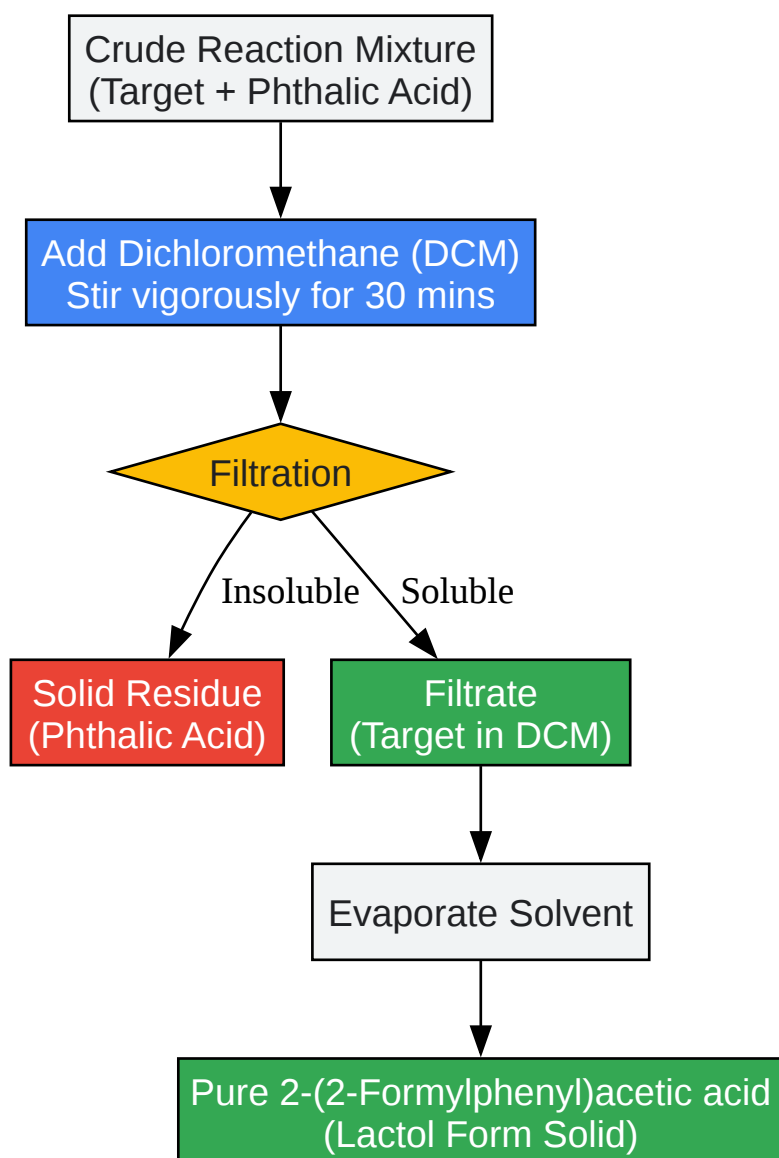 Crude Reaction Mixture
(Target + Phthalic Acid)
Add Dichloromethane (DCM)
Stir vigorously for 30 mins
Filtration
Insoluble
Soluble
Solid Residue
(Phthalic Acid)
Filtrate
(Target in DCM)
Evaporate Solvent
Pure 2-(2-Formylphenyl)acetic acid
(Lactol Form Solid)